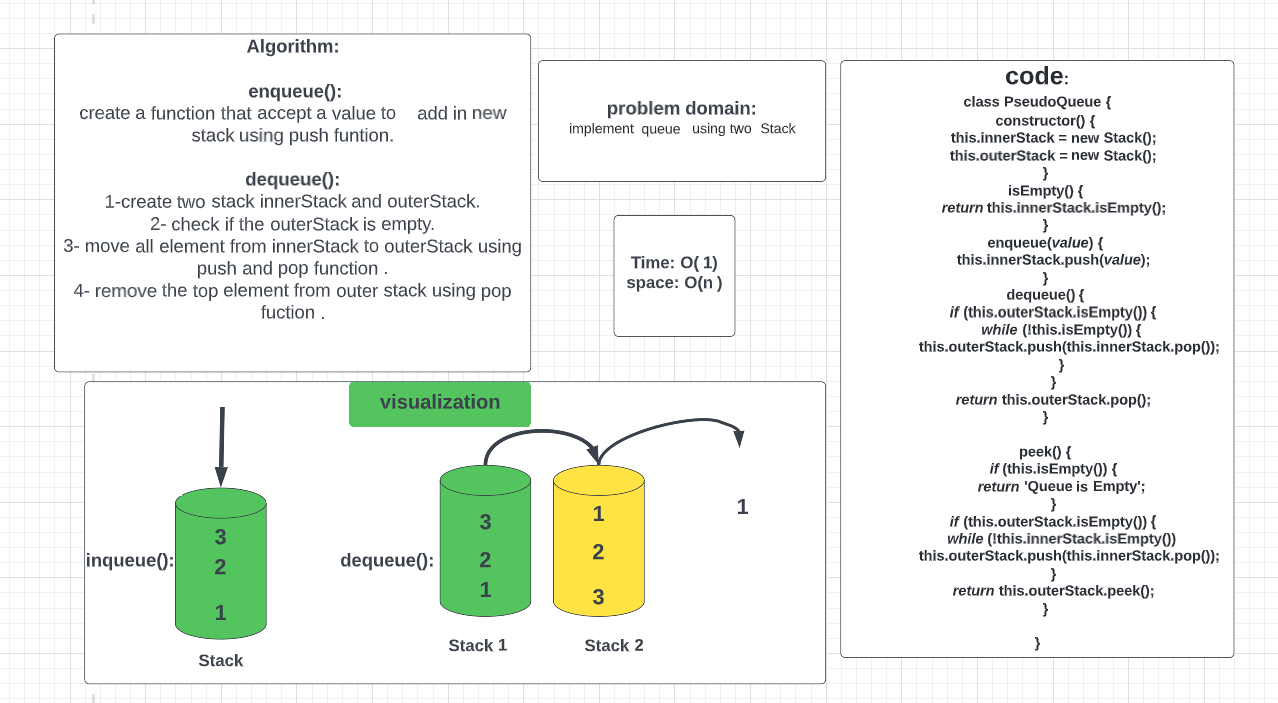 Algorithm:
enqueue():
create a function that accept a value to add in new
stack using push funtion.
dequeue():
1-create two stack innerStack and outerStack.
2- check if the outerStack is empty.
3- move all element from innerStack to outerStack using
push and pop function .
4- remove the top element from outer stack using pop
fuction .
problem domain:
implement queue using two Stack
Time: O( 1)
space: O(n )
code:
class PseudoQueue {
constructor() {
this.innerStack = new Stack();
this.outerStack = new Stack();
}
isEmpty() {
return this.innerStack.isEmpty();
}
enqueue(value) {
this.innerStack.push(value);
}
dequeue() {
if (this.outerStack.isEmpty()) {
while (!this.isEmpty()) {
this.outerStack.push(this.innerStack.pop());
}
}
return this.outerStack.pop();
}
peek() {
if (this.isEmpty()) {
return 'Queue is Empty';
}
if (this.outerStack.isEmpty()) {
while (!this.innerStack.isEmpty())
this.outerStack.push(this.innerStack.pop());
}
return this.outerStack.peek();
}
}
visualization
inqueue():
3
2
1
Stack
dequeue():
3
2
1
Stack 1
1
2
3
Stack 2
1